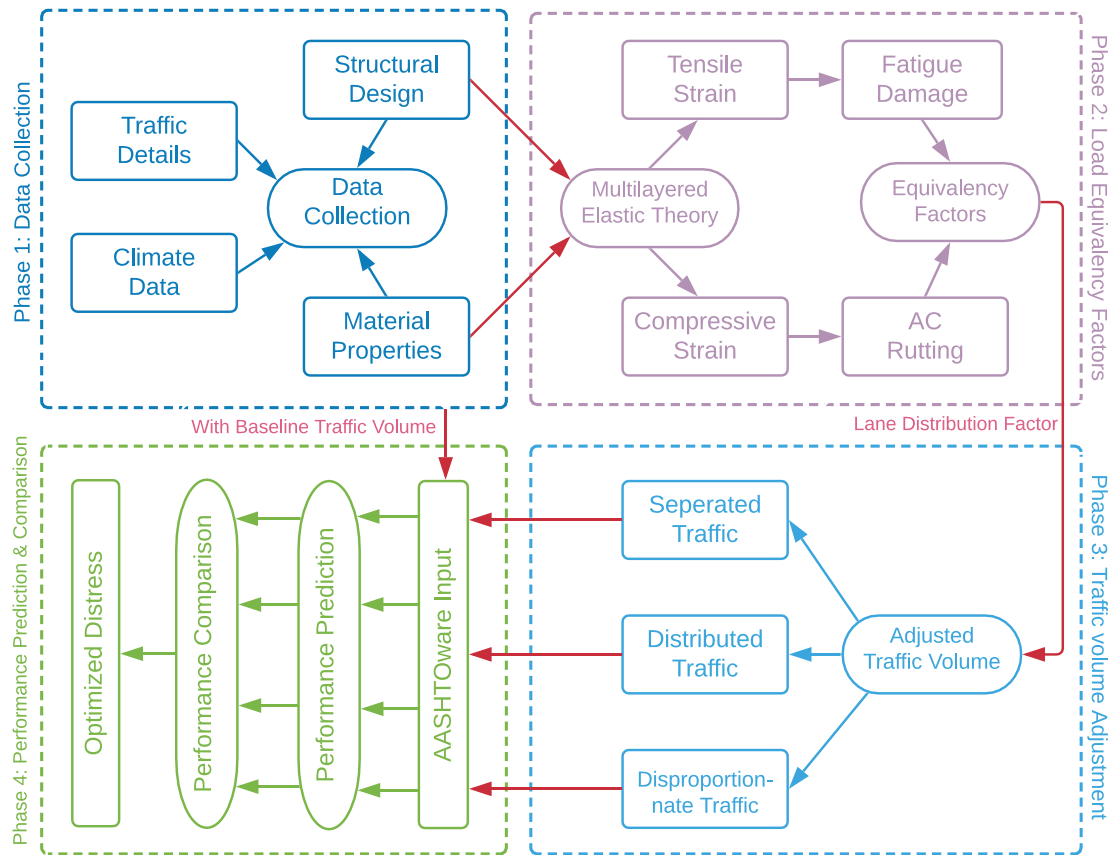 Phase 1: Data Collection
Structural
Design
Traffic
Details
Data
Collection
Climate
Data
Material
Properties
Phase 2: Load Equivalency Factors
Tensile
Strain
Fatigue
Damage
Multilayered
Elastic Theory
Equivalency
Factors
Compressive
Strain
AC
Rutting
With Baseline Traffic Volume
Lane Distribution Factor
Phase 3: Traffic volume Adjustment
Seperated
Traffic
Distributed
Traffic
Adjusted
Traffic Volume
Disproportion-
nate Traffic
Phase 4: Performance Prediction & Comparison
Optimized Distress
Performance Comparison
Performance Prediction
AASHTOware Input